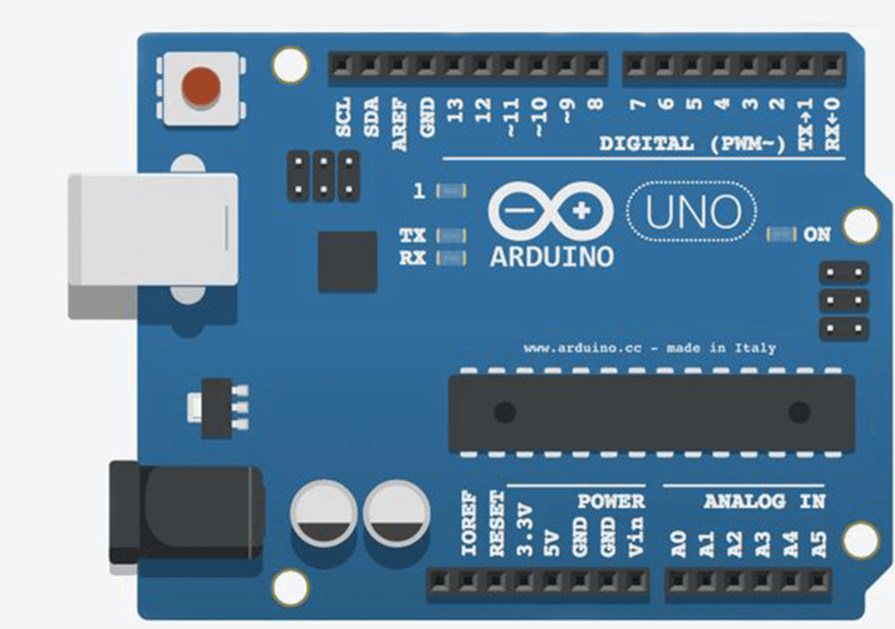 SCL SDA AREF GND 13 12 ~11 ~10 ~9 8 7 6 5 4 3 2 TX→1 RX←0
DIGITAL (PWM~)
1
TX
RX
UNO
ARDUINO
ON
www.arduino.cc - made in Italy
POWER
ANALOG IN
IOREF RESET 3.3V 5V GND GND Vin A0 A1 A2 A3 A4 A5